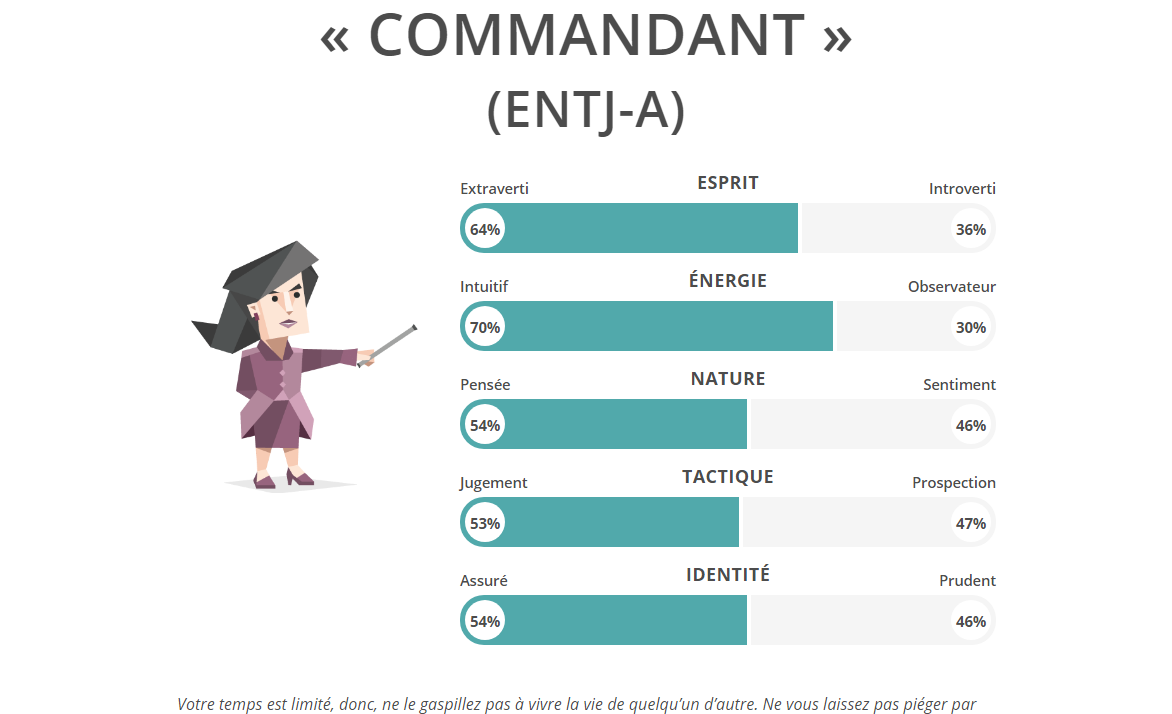 « COMMANDANT »
(ENTJ-A)
ESPRIT
Extraverti Introverti
64% 36%
ÉNERGIE
Intuitif Observateur
70% 30%
NATURE
Pensée Sentiment
54% 46%
TACTIQUE
Jugement Prospection
53% 47%
IDENTITÉ
Assuré Prudent
54% 46%
Votre temps est limité, donc, ne le gaspillez pas à vivre la vie de quelqu’un d’autre. Ne vous laissez pas piéger par